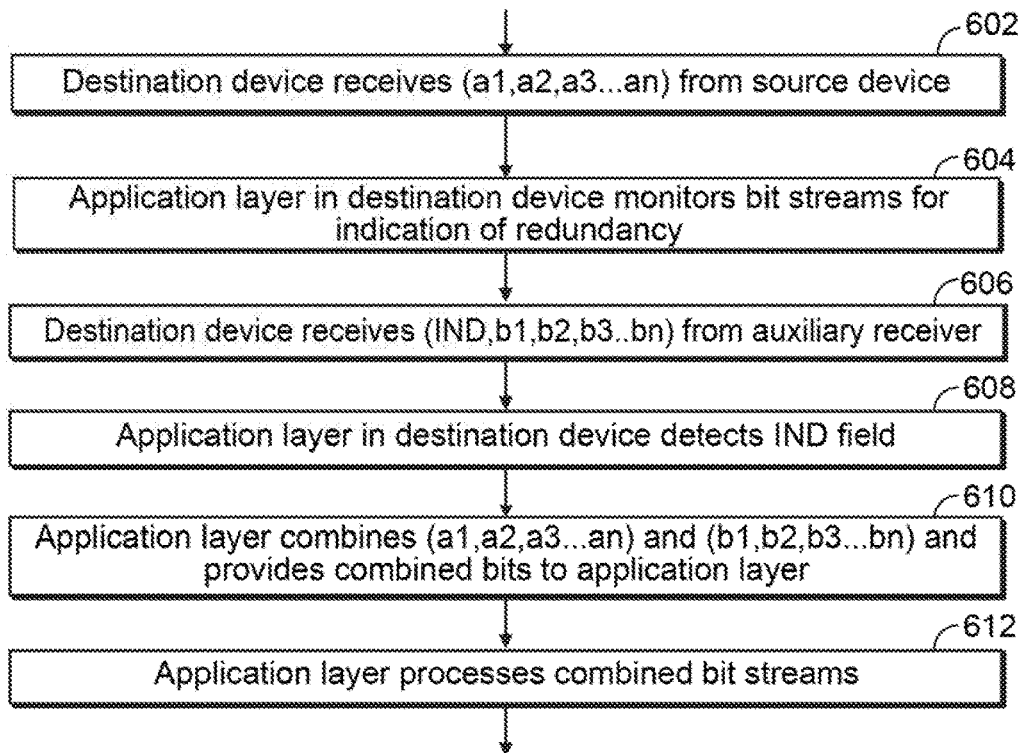 602
Destination device receives (a1,a2,a3...an) from source device
604
Application layer in destination device monitors bit streams for
indication of redundancy
606
Destination device receives (IND,b1,b2,b3..bn) from auxiliary receiver
608
Application layer in destination device detects IND field
610
Application layer combines (a1,a2,a3...an) and (b1,b2,b3...bn) and
provides combined bits to application layer
612
Application layer processes combined bit streams